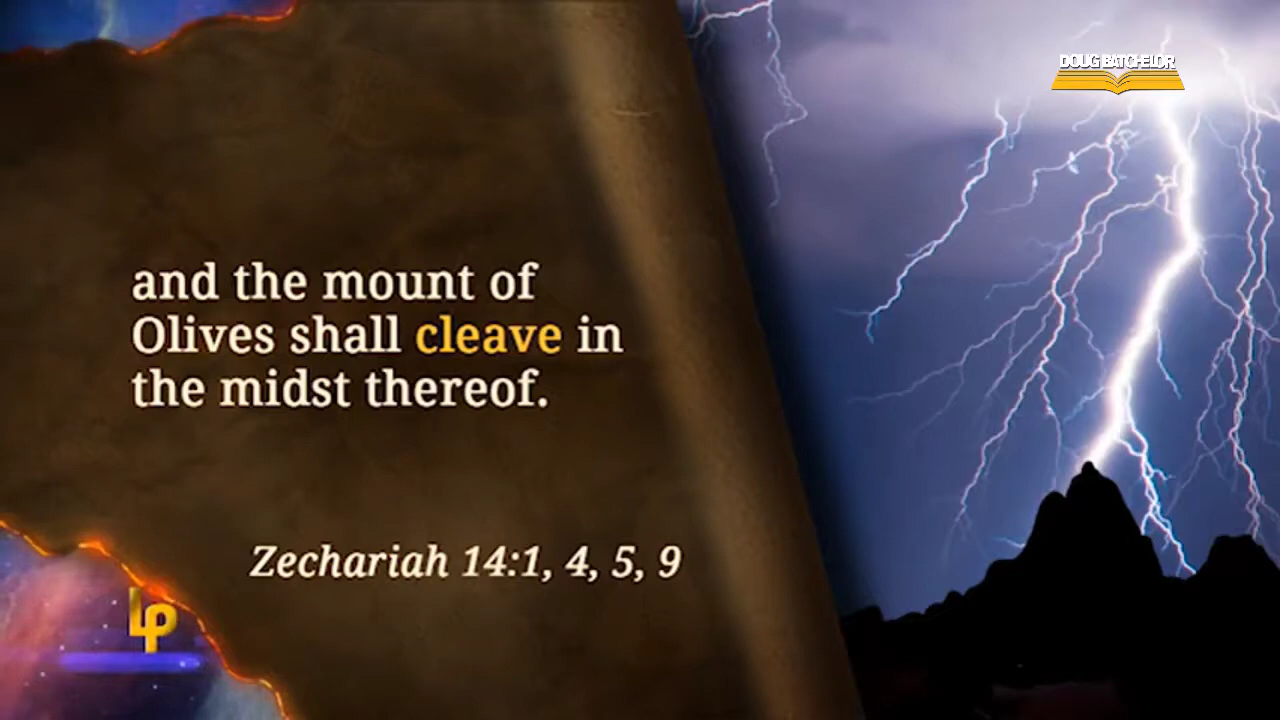 DOUG BATCHELOR
and the mount of
Olives shall cleave in
the midst thereof.
Zechariah 14:1, 4, 5, 9
LP